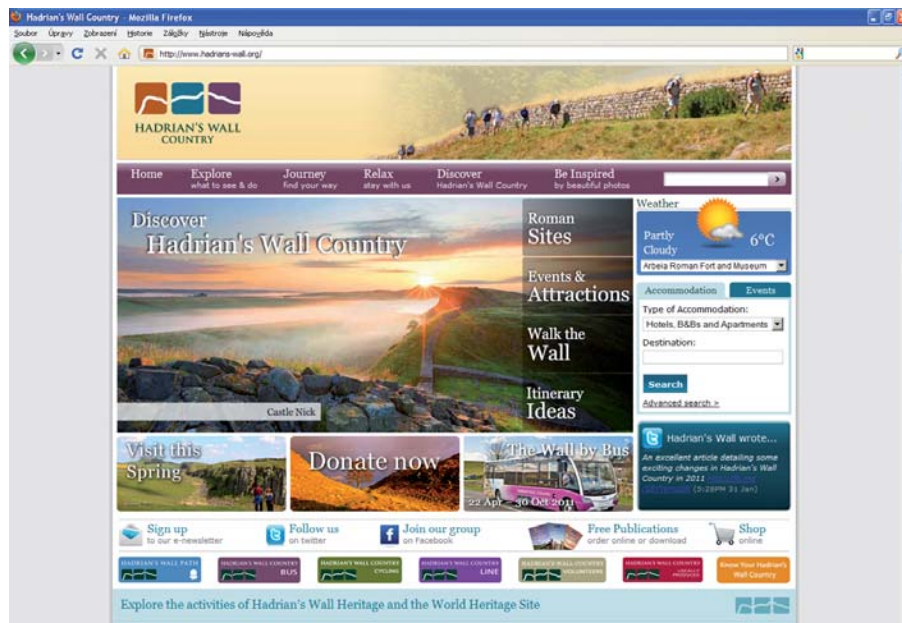 Hadrian's Wall Country - Mozilla Firefox
Soubor Úpravy Zobrazení Historie Záložky Nástroje Nápověda
http://www.hadrians-wall.org/
HADRIAN'S WALL
COUNTRY
Home Explore Journey Relax Discover Be Inspired
what to see & do find your way stay with us Hadrian's Wall Country by beautiful photos
Discover
Hadrian's Wall Country
Castle Nick
Roman
Sites
Events &
Attractions
Walk the
Wall
Itinerary
Ideas
Weather
Partly
Cloudy
6°C
Arbeia Roman Fort and Museum
Accommodation Events
Type of Accommodation:
Hotels, B&Bs and Apartments
Destination:
Search
Advanced search >
Visit this
Spring
Donate now
The Wall by Bus
22 Apr - 30 Oct 2011
Hadrian's Wall wrote...
An excellent article detailing some
exciting changes in Hadrian's Wall
Country in 2011
(5:28PM 31 Jan)
Sign up
to our e-newsletter
Follow us
on twitter
Join our group
on Facebook
Free Publications
order online or download
Shop
online
HADRIAN'S WALL PATH
HADRIAN'S WALL COUNTRY
BUS
HADRIAN'S WALL COUNTRY
CYCLING
HADRIAN'S WALL COUNTRY
LINE
HADRIAN'S WALL COUNTRY
VOLUNTEERS
HADRIAN'S WALL COUNTRY
LOCALLY
PRODUCED
Know Your Hadrian's
Wall Country
Explore the activities of Hadrian's Wall Heritage and the World Heritage Site